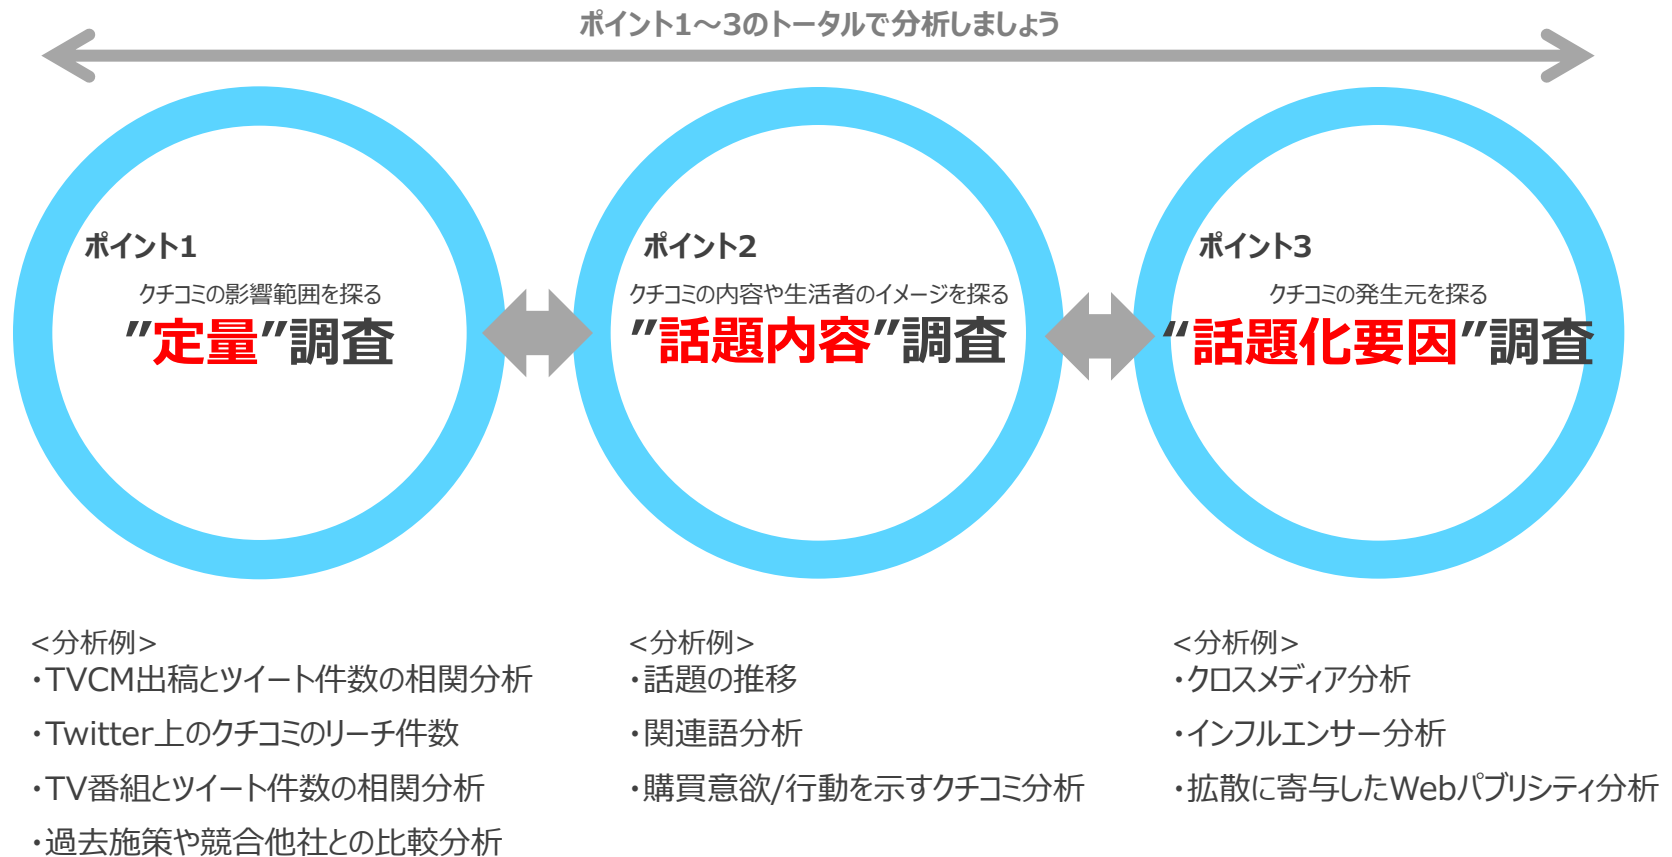 ポイント1～3のトータルで分析しましょう
ポイント1
クチコミの影響範囲を探る
”定量”調査
ポイント2
クチコミの内容や生活者のイメージを探る
”話題内容”調査
ポイント3
クチコミの発生元を探る
“話題化要因”調査
<分析例>
・TVCM出稿とツイート件数の相関分析
・Twitter上のクチコミのリーチ件数
・TV番組とツイート件数の相関分析
・過去施策や競合他社との比較分析
<分析例>
・話題の推移
・関連語分析
・購買意欲/行動を示すクチコミ分析
<分析例>
・クロスメディア分析
・インフルエンサー分析
・拡散に寄与したWebパブリシティ分析